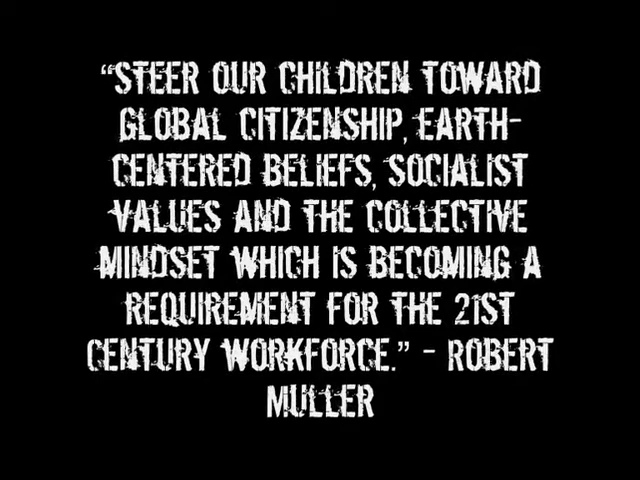 “STEER OUR CHILDREN TOWARD
GLOBAL CITIZENSHIP, EARTH-
CENTERED BELIEFS, SOCIALIST
VALUES AND THE COLLECTIVE
MINDSET WHICH IS BECOMING A
REQUIREMENT FOR THE 21ST
CENTURY WORKFORCE.” - ROBERT
MULLER